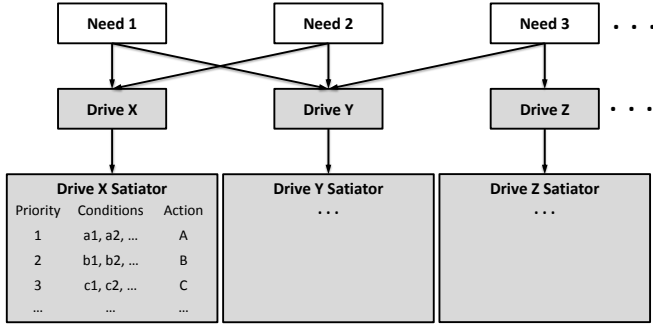 Need 1 Need 2 Need 3 . . .
Drive X Drive Y Drive Z . . .
Drive X Satiator Drive Y Satiator Drive Z Satiator
Priority Conditions Action . . . . . .
1 a1, a2, … A
2 b1, b2, … B
3 c1, c2, … C
… … …